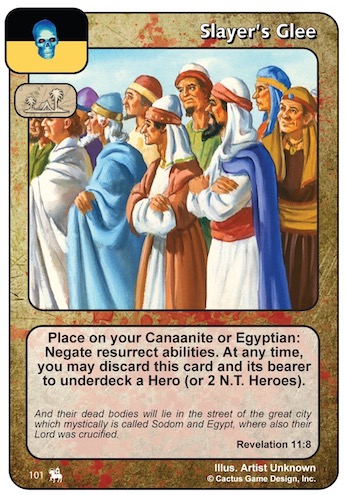 Slayer's Glee
Place on your Canaanite or Egyptian:
Negate resurrect abilities. At any time,
you may discard this card and its bearer
to underdeck a Hero (or 2 N.T. Heroes).
And their dead bodies will lie in the street of the great city
which mystically is called Sodom and Egypt, where also their
Lord was crucified.
Revelation 11:8
Illus. Artist Unknown
101
© Cactus Game Design, Inc.